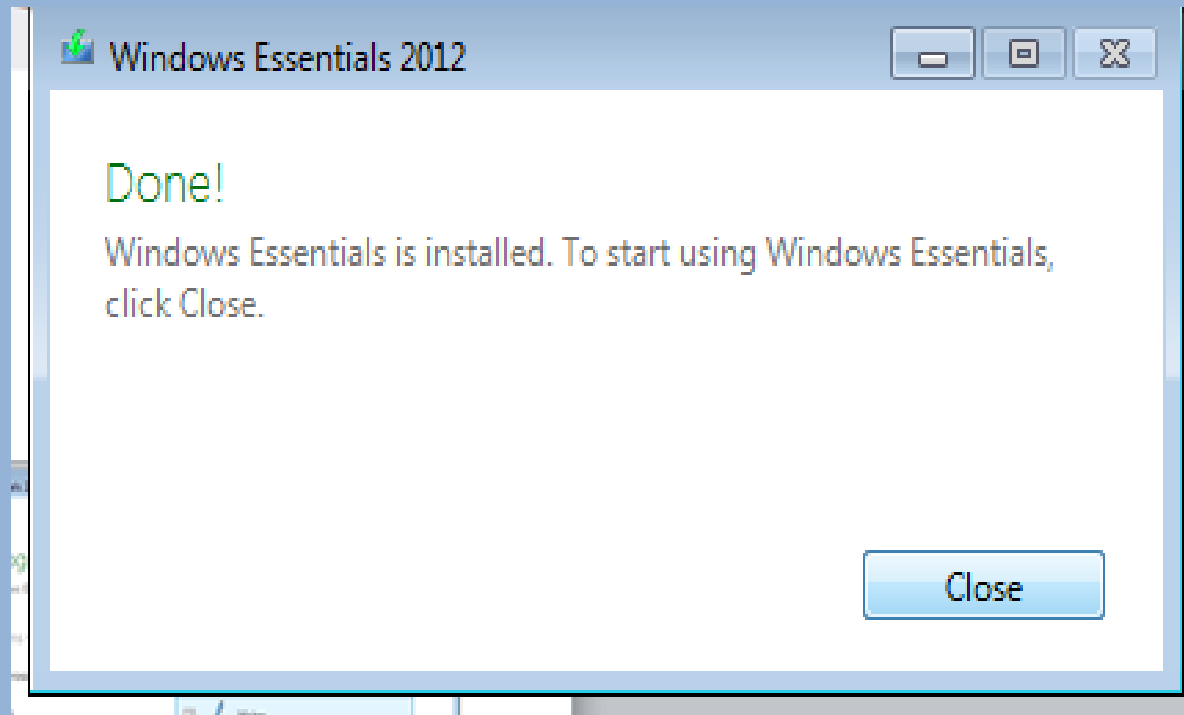 Windows Essentials 2012
Done!
Windows Essentials is installed. To start using Windows Essentials,
click Close.
Close